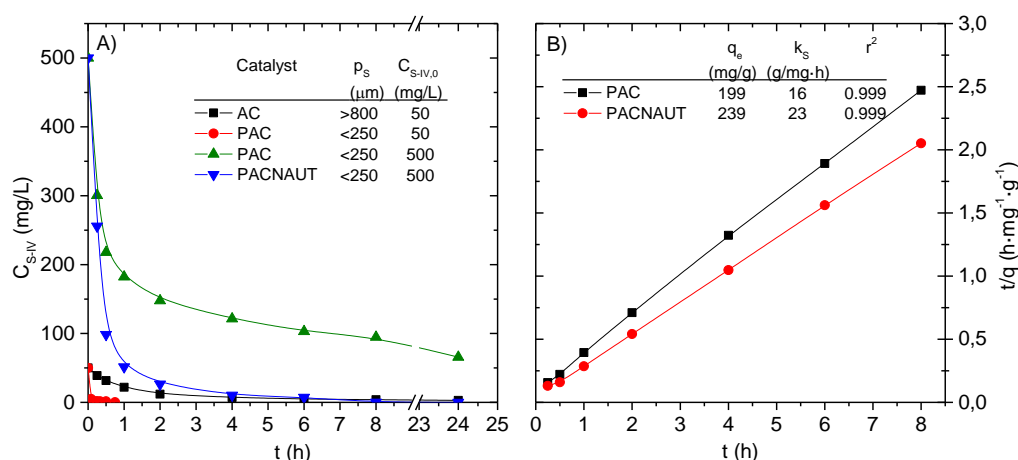 A)
Catalyst p_S C_S-IV,0
(μm) (mg/L)
AC >800 50
PAC <250 50
PAC <250 500
PACNAUT <250 500
C_S-IV (mg/L)
500
400
300
200
100
0
0 1 2 3 4 5 6 7 8 23 24 25
t (h)
B)
q_e k_S r²
(mg/g) (g/mg·h)
PAC 199 16 0.999
PACNAUT 239 23 0.999
3,0
2,5
2,0
1,5
1,0
0,5
0,0
t/q (h·mg⁻¹·g⁻¹)
0 1 2 3 4 5 6 7 8
t (h)